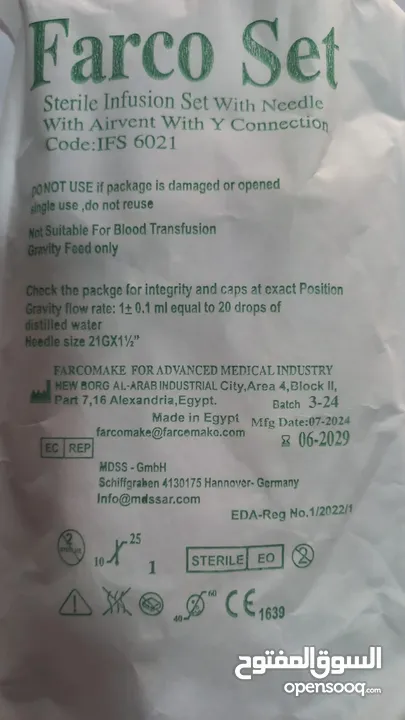 Farco Set
Sterile Infusion Set With Needle
With Airvent With Y Connection
Code:IFS 6021
DO NOT USE if package is damaged or opened
single use ,do not reuse
Not Suitable For Blood Transfusion
Gravity Feed only
Check the packge for integrity and caps at exact Position
Gravity flow rate: 1± 0.1 ml equal to 20 drops of
distilled water
Needle size 21GX1½"
FARCOMAKE FOR ADVANCED MEDICAL INDUSTRY
NEW BORG AL-ARAB INDUSTRIAL City,Area 4,Block II,
Part 7,16 Alexandria,Egypt.
Batch 3-24
Made in Egypt
Mfg Date:07-2024
farcomake@farcemako.com
06-2029
EC REP
MDSS - GmbH
Schiffgraben 4130175 Hannover- Germany
Info@mdssar.com
EDA-Reg No.1/2022/1
10 25
1
STERILE EO
2
40 60
CE 1639
السوق المفتوح
opensooq.com